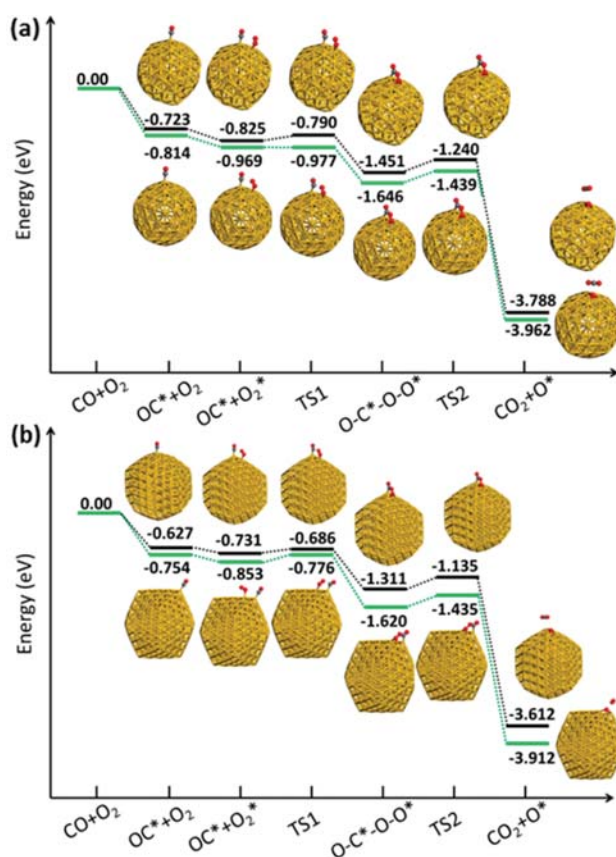 (a)
0.00
-0.723
-0.825
-0.790
-1.451
-1.240
-0.814
-0.969
-0.977
-1.646
-1.439
-3.788
-3.962
Energy (eV)
CO+O₂
OC*+O₂
OC*+O₂*
TS1
O-C*-O-O*
TS2
CO₂+O*
(b)
0.00
-0.627
-0.731
-0.686
-1.311
-1.135
-0.754
-0.853
-0.776
-1.620
-1.435
-3.612
-3.912
Energy (eV)
CO+O₂
OC*+O₂
OC*+O₂*
TS1
O-C*-O-O*
TS2
CO₂+O*